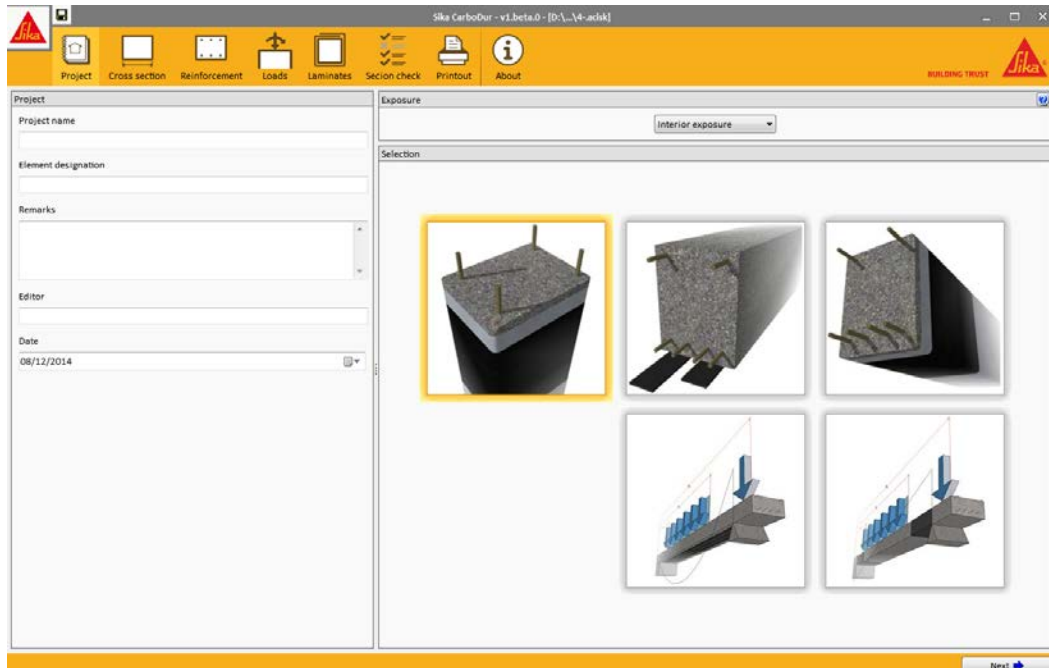 Sika CarboDur - v1.beta.0 - [D:\...\4-.aclsk]
Sika
Project
Cross section
Reinforcement
Loads
Laminates
Secion check
Printout
About
BUILDING TRUST
Sika
Project
Project name
Element designation
Remarks
Editor
Date
08/12/2014
Exposure
Interior exposure
Selection
Next